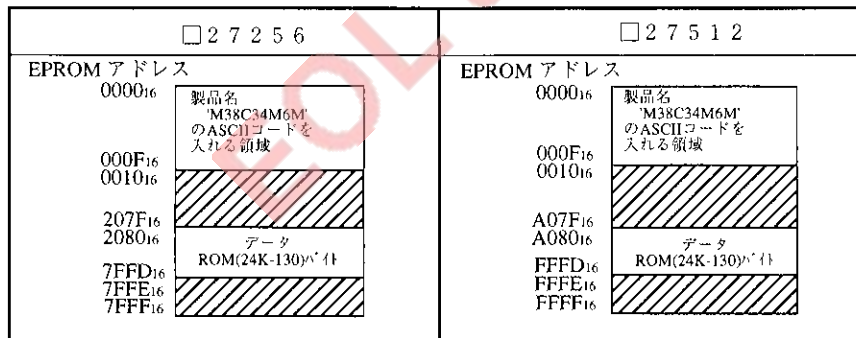 □27256
EPROM アドレス
0000₁₆
製品名
'M38C34M6M'
のASCIIコードを
入れる領域
000F₁₆
0010₁₆
207F₁₆
2080₁₆
データ
ROM(24K-130)バイト
7FFD₁₆
7FFE₁₆
7FFF₁₆
□27512
EPROM アドレス
0000₁₆
製品名
'M38C34M6M'
のASCIIコードを
入れる領域
000F₁₆
0010₁₆
A07F₁₆
A080₁₆
データ
ROM(24K-130)バイト
FFFD₁₆
FFFE₁₆
FFFF₁₆
EOL